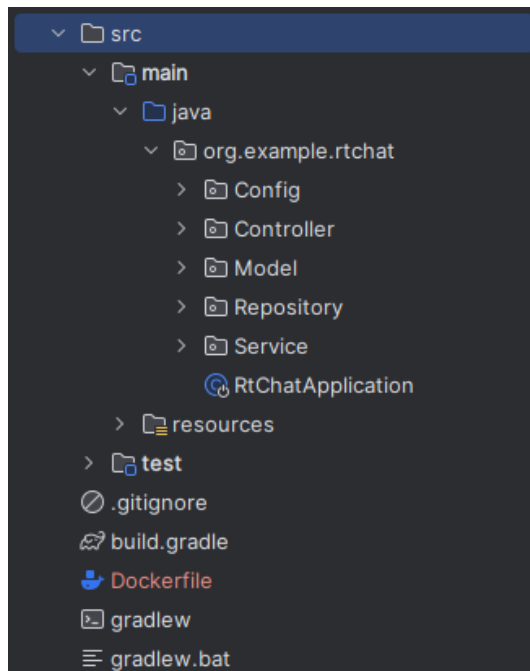 src
main
java
org.example.rtchat
Config
Controller
Model
Repository
Service
RtChatApplication
resources
test
.gitignore
build.gradle
Dockerfile
gradlew
gradlew.bat